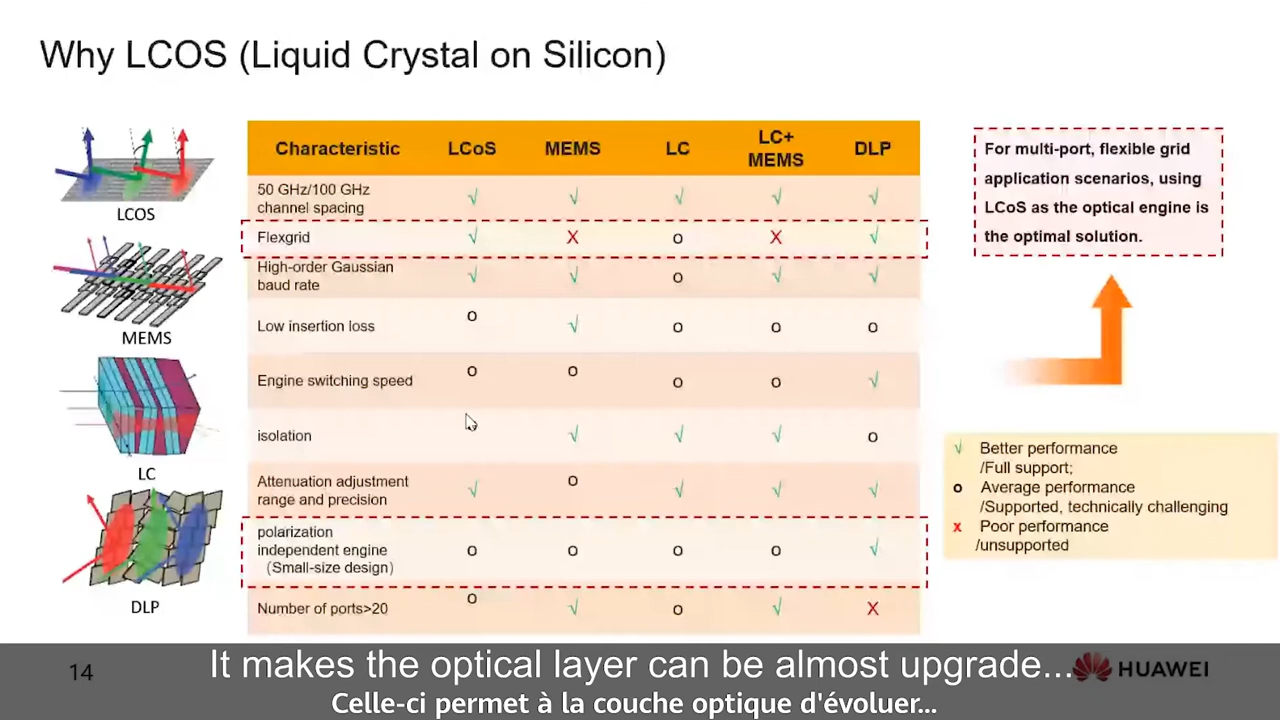 Why LCOS (Liquid Crystal on Silicon)
LCOS
MEMS
LC
DLP
Characteristic LCoS MEMS LC LC+ MEMS DLP
50 GHz/100 GHz
channel spacing √ √ √ √ √
Flexgrid √ X o X √
High-order Gaussian
baud rate √ √ o √ √
Low insertion loss o √ o o o
Engine switching speed o o o o √
isolation √ √ √ o
Attenuation adjustment
range and precision √ o √ √ √
polarization
independent engine
(Small-size design) o o o o √
Number of ports>20 o √ o √ X
For multi-port, flexible grid
application scenarios, using
LCoS as the optical engine is
the optimal solution.
√ Better performance
/Full support;
o Average performance
/Supported, technically challenging
x Poor performance
/unsupported
14
It makes the optical layer can be almost upgrade...
HUAWEI
Celle-ci permet à la couche optique d'évoluer...